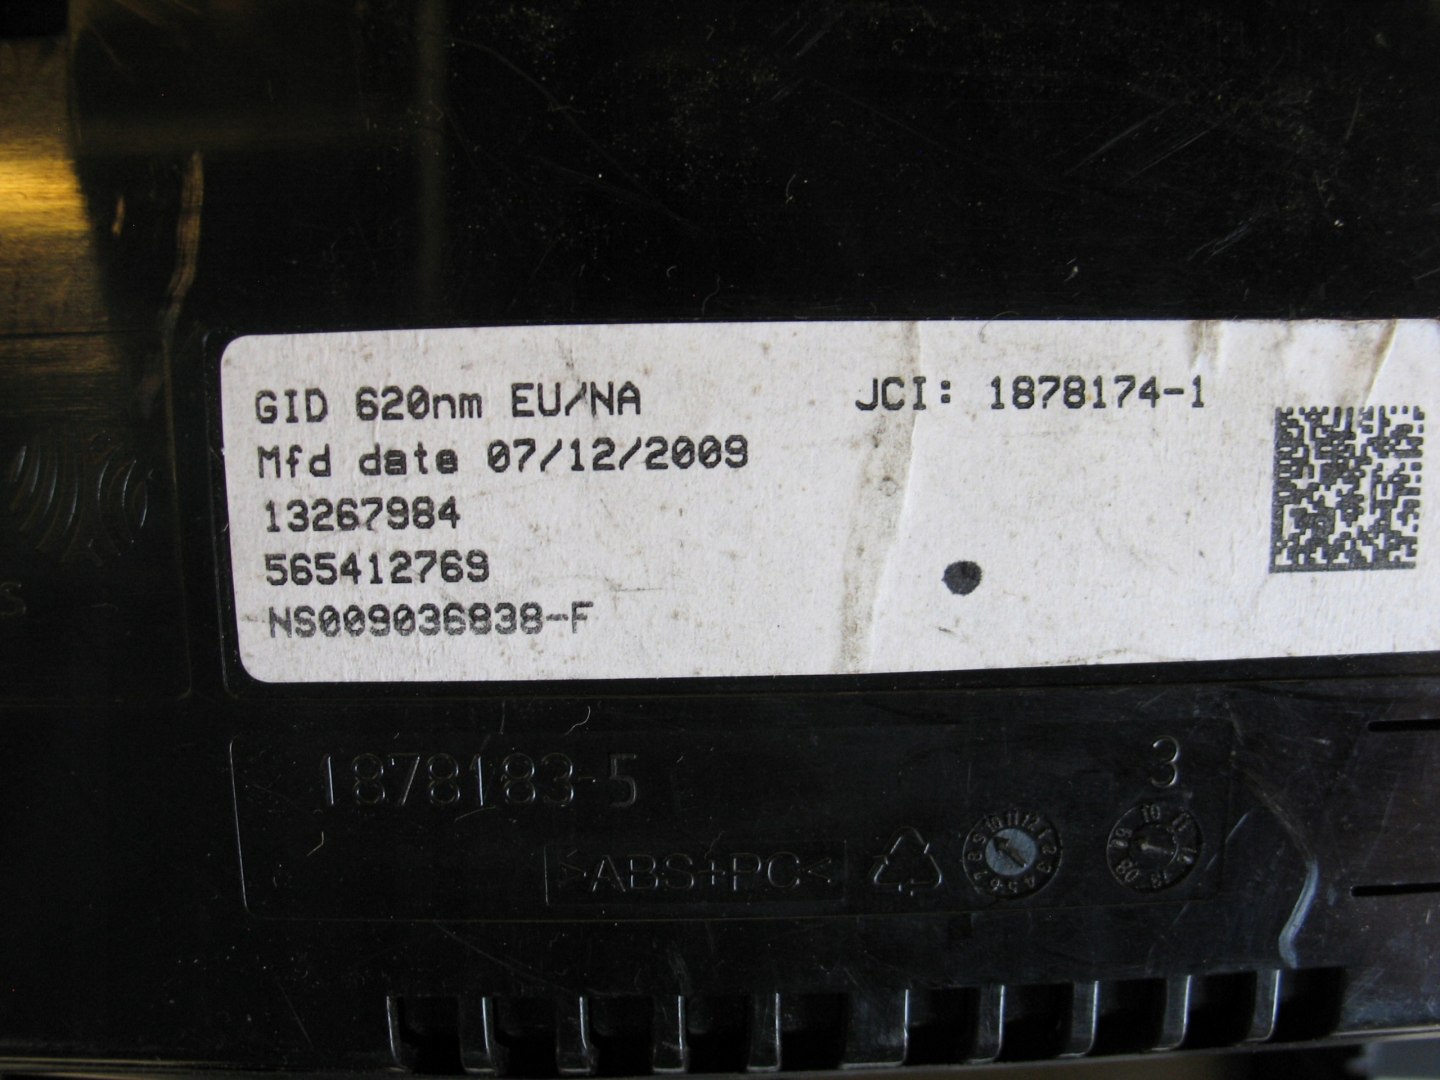 GID 620nm EU/NA
JCI: 1878174-1
Mfd date 07/12/2009
13267984
565412769
NS009036838-F
1878183-5
3
>ABS+PC<